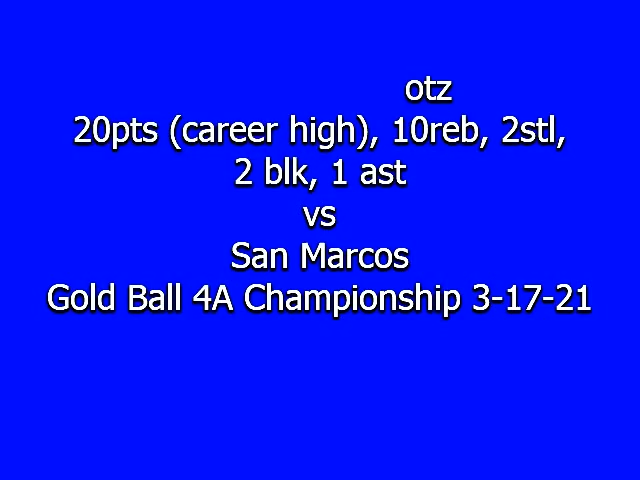 otz
20pts (career high), 10reb, 2stl,
2 blk, 1 ast
vs
San Marcos
Gold Ball 4A Championship 3-17-21